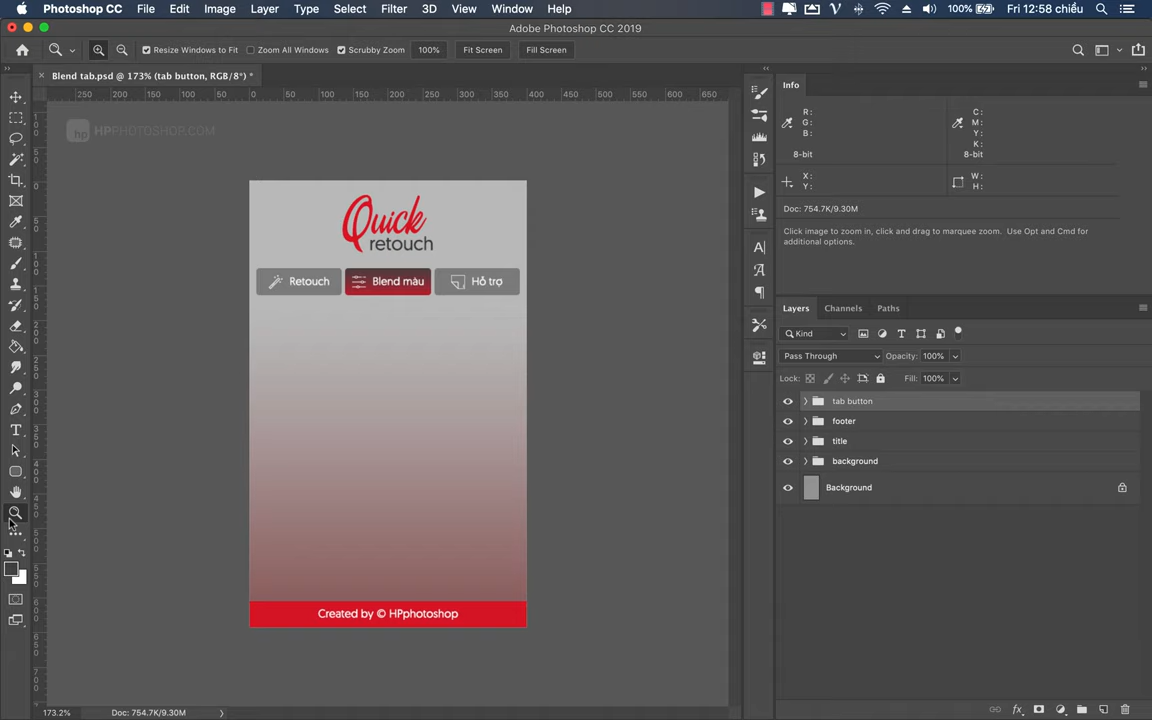 Photoshop CC File Edit Image Layer Type Select Filter 3D View Window Help 100% Fri 12:58 chiều
Adobe Photoshop CC 2019
Resize Windows to Fit Zoom All Windows Scrubby Zoom 100% Fit Screen Fill Screen
Blend tab.psd @ 173% (tab button, RGB/8*) *
250 200 150 100 50 0 50 100 150 200 250 300 350 400 450 500 550 600 650
hp HPPHOTOSHOP.COM
Quick
retouch
Retouch Blend màu Hỗ trợ
Created by © HPphotoshop
173.2% Doc: 754.7K/9.30M
Info
R: C:
G: M:
B: Y:
K:
8-bit 8-bit
X: W:
Y: H:
Doc: 754.7K/9.30M
Click image to zoom in, click and drag to marquee zoom. Use Opt and Cmd for
additional options.
Layers Channels Paths
Kind
Pass Through Opacity: 100%
Lock: Fill: 100%
tab button
footer
title
background
Background